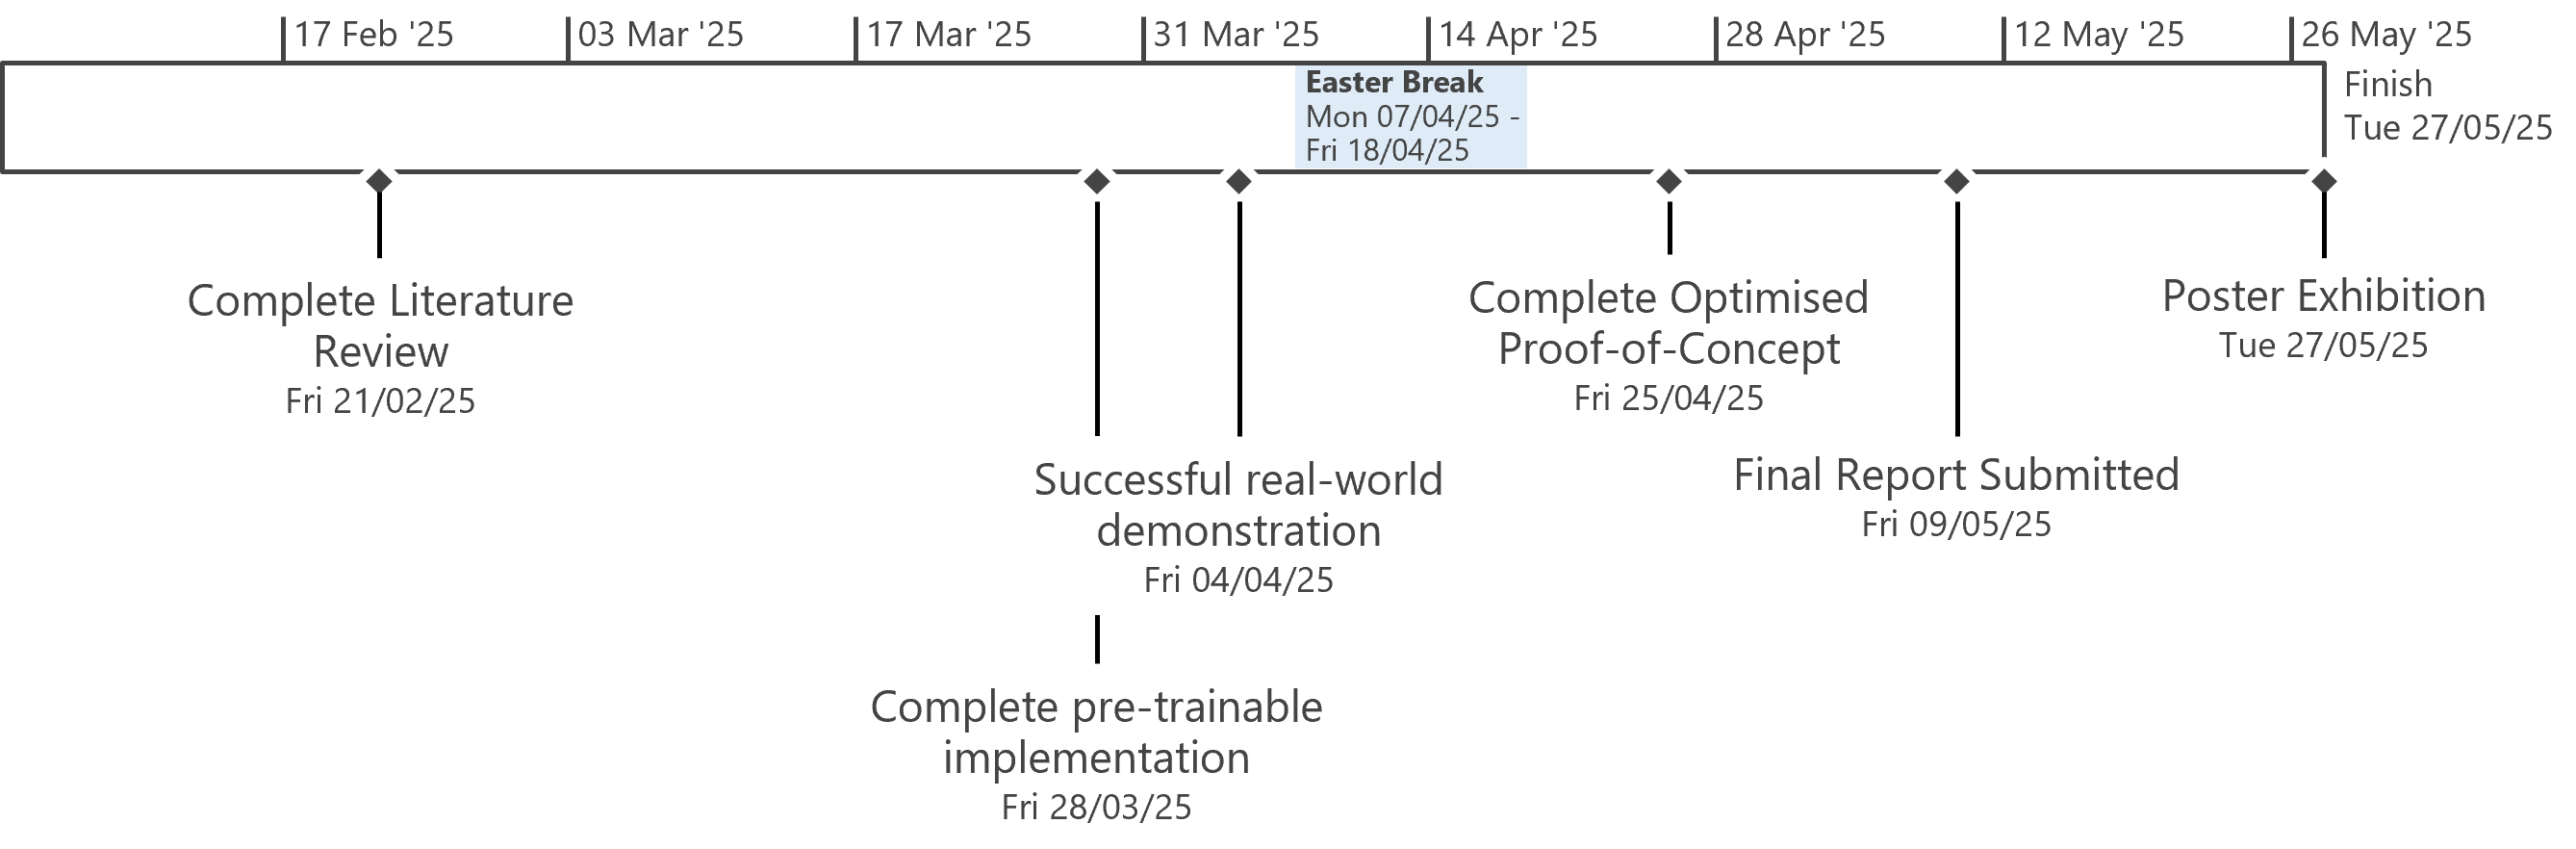 17 Feb '25
03 Mar '25
17 Mar '25
31 Mar '25
14 Apr '25
28 Apr '25
12 May '25
26 May '25
Easter Break
Mon 07/04/25 -
Fri 18/04/25
Finish
Tue 27/05/25
Complete Literature
Review
Fri 21/02/25
Complete pre-trainable
implementation
Fri 28/03/25
Successful real-world
demonstration
Fri 04/04/25
Complete Optimised
Proof-of-Concept
Fri 25/04/25
Final Report Submitted
Fri 09/05/25
Poster Exhibition
Tue 27/05/25